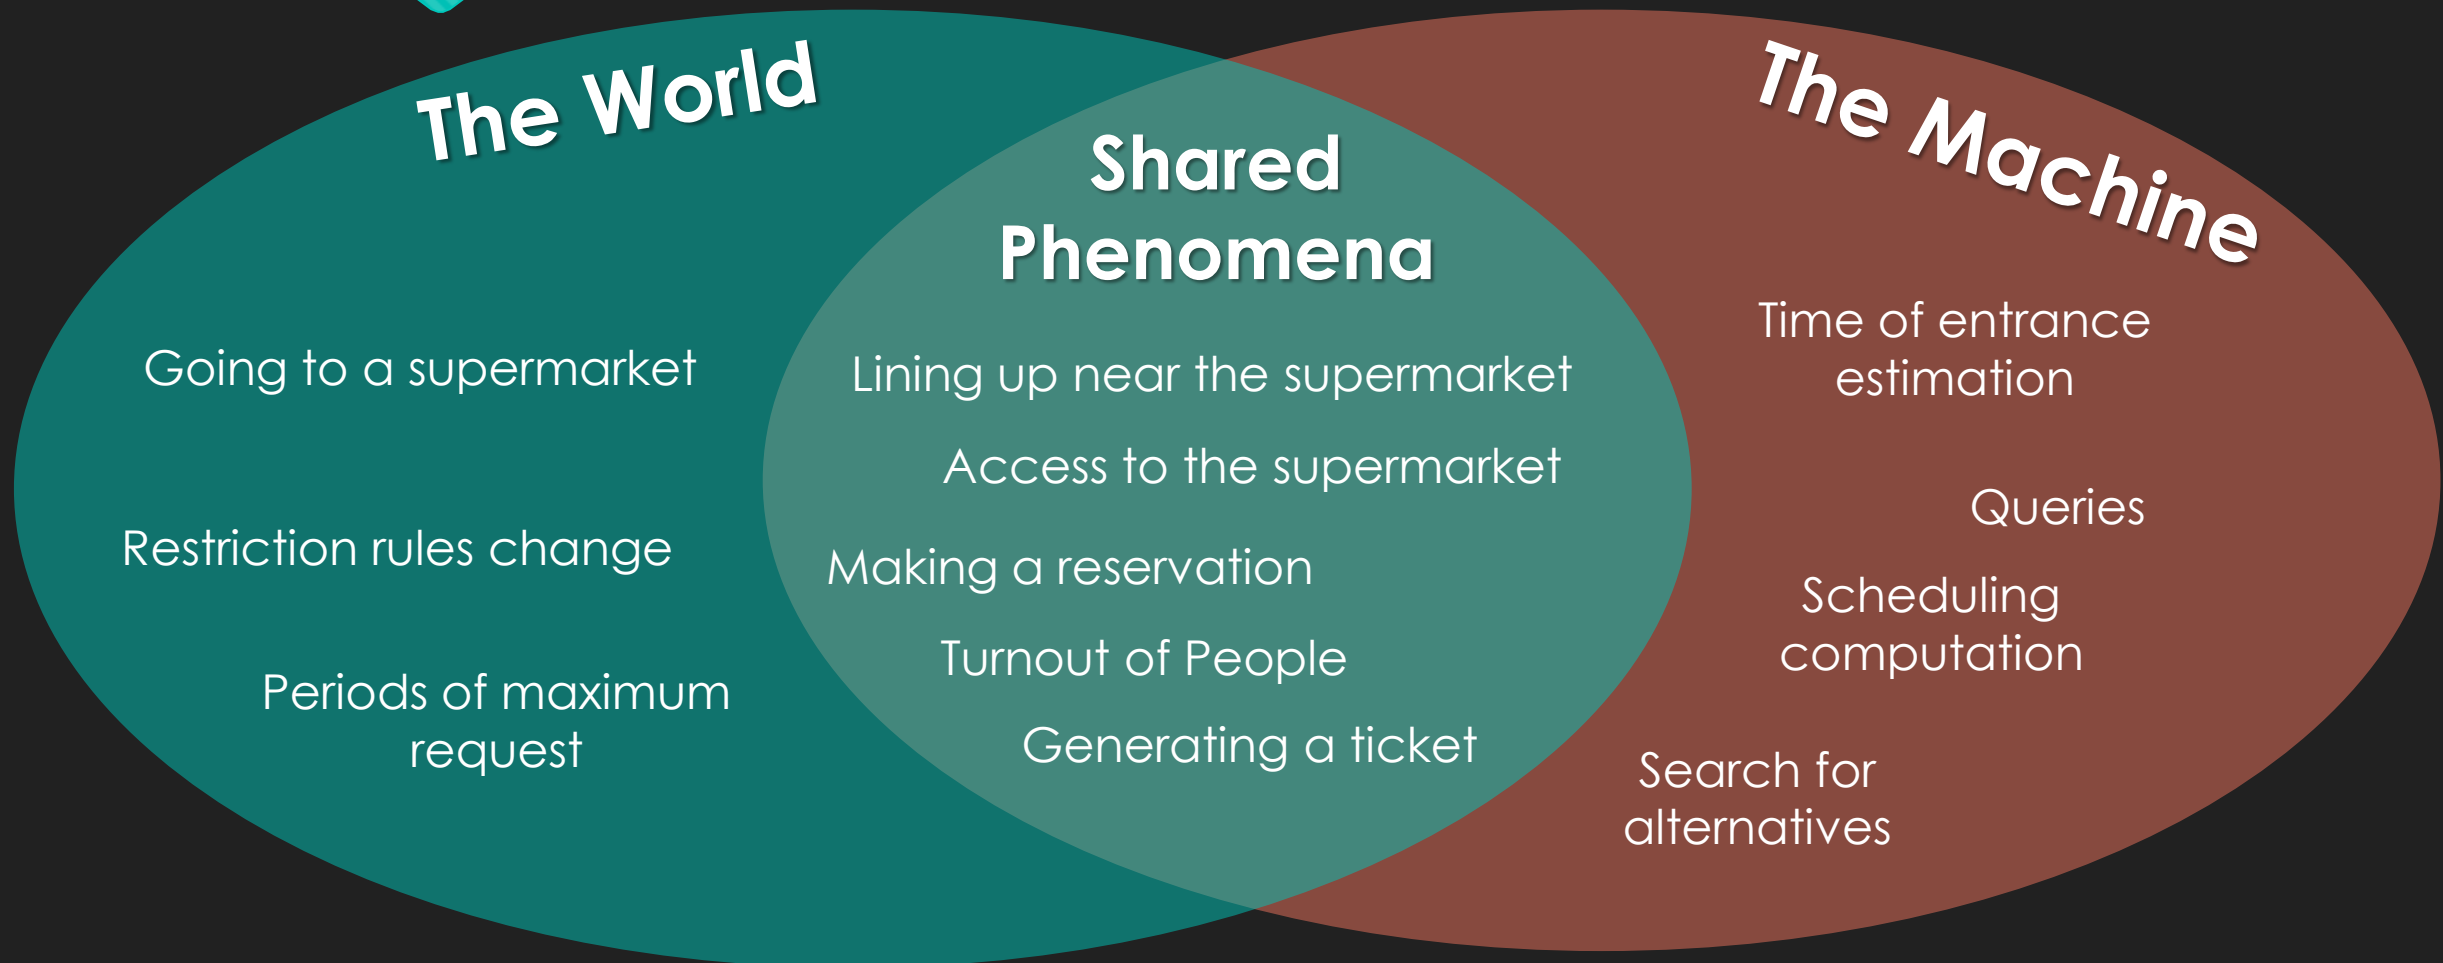 The World
Going to a supermarket
Restriction rules change
Periods of maximum
request
Shared
Phenomena
Lining up near the supermarket
Access to the supermarket
Making a reservation
Turnout of People
Generating a ticket
The Machine
Time of entrance
estimation
Queries
Scheduling
computation
Search for
alternatives